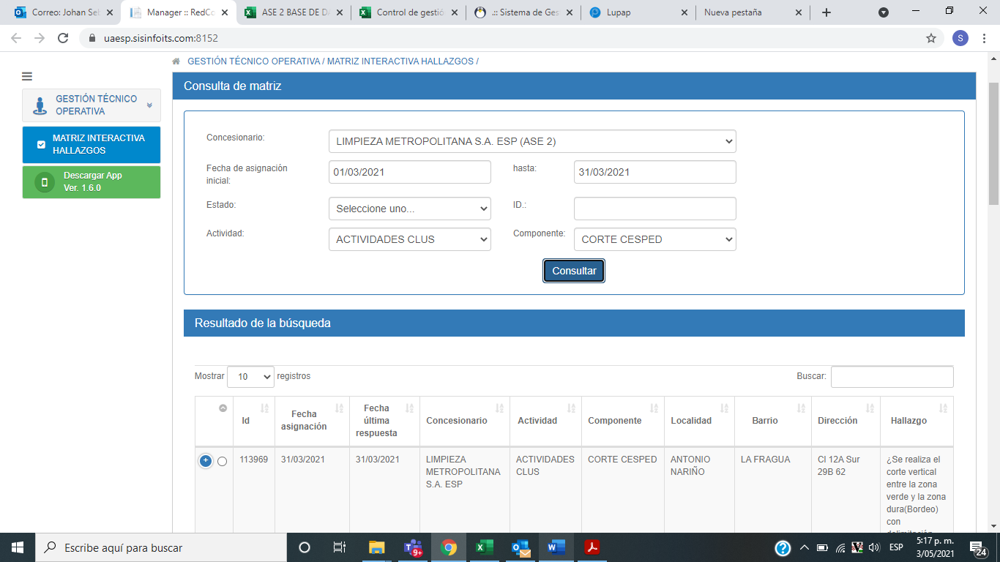 Correo: Johan Se
Manager :: RedCo
ASE 2 BASE DE D
Control de gestió
.:: Sistema de Ges
Lupap
Nueva pestaña
uaesp.sisinfoits.com:8152
S
GESTIÓN TÉCNICO OPERATIVA / MATRIZ INTERACTIVA HALLAZGOS /
GESTIÓN TÉCNICO
OPERATIVA
MATRIZ INTERACTIVA
HALLAZGOS
Descargar App
Ver. 1.6.0
Consulta de matriz
Concesionario:
LIMPIEZA METROPOLITANA S.A. ESP (ASE 2)
Fecha de asignación
inicial:
01/03/2021
hasta:
31/03/2021
Estado:
Seleccione uno...
ID.:
Actividad:
ACTIVIDADES CLUS
Componente:
CORTE CESPED
Consultar
Resultado de la búsqueda
Mostrar 10 registros
Buscar:
Id
Fecha
asignación
Fecha
última
respuesta
Concesionario
Actividad
Componente
Localidad
Barrio
Dirección
Hallazgo
113969
31/03/2021
31/03/2021
LIMPIEZA
METROPOLITANA
S.A. ESP
ACTIVIDADES
CLUS
CORTE CESPED
ANTONIO
NARIÑO
LA FRAGUA
Cl 12A Sur
29B 62
¿Se realiza el
corte vertical
entre la zona
verde y la zona
dura(Bordeo)
con
delimitación
Escribe aquí para buscar
9+
ESP
5:17 p. m.
3/05/2021
24